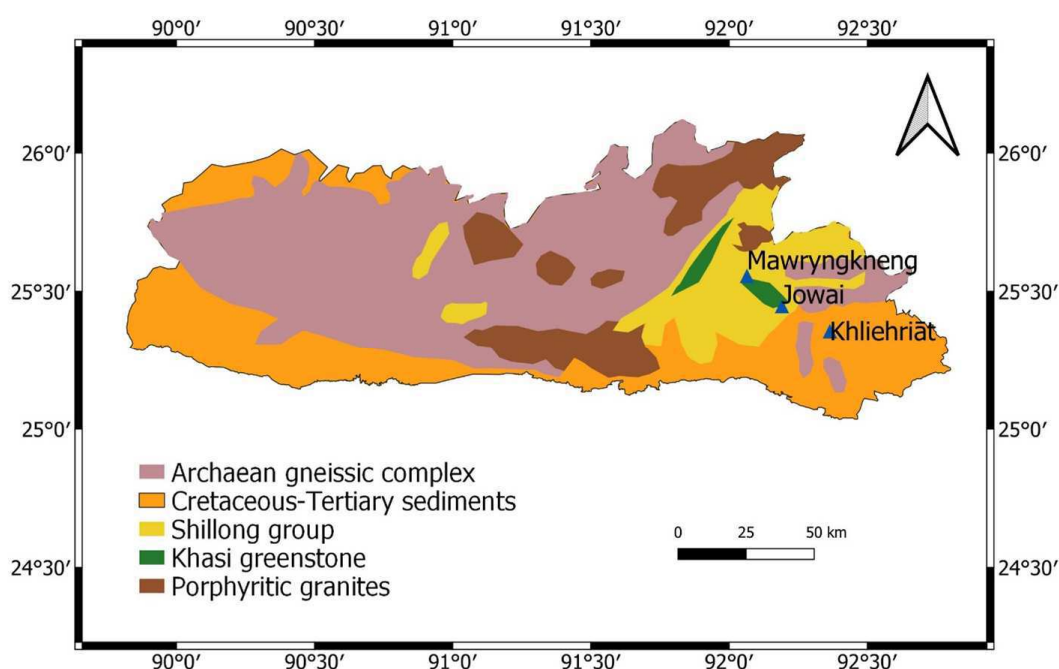 90°0′ 90°30′ 91°0′ 91°30′ 92°0′ 92°30′
26°0′ 26°0′
Mawryngkneng
25°30′ 25°30′
Jowai
Khliehriāt
25°0′ 25°0′
Archaean gneissic complex
Cretaceous-Tertiary sediments
Shillong group
0 25 50 km
Khasi greenstone
24°30′ 24°30′
Porphyritic granites
90°0′ 90°30′ 91°0′ 91°30′ 92°0′ 92°30′